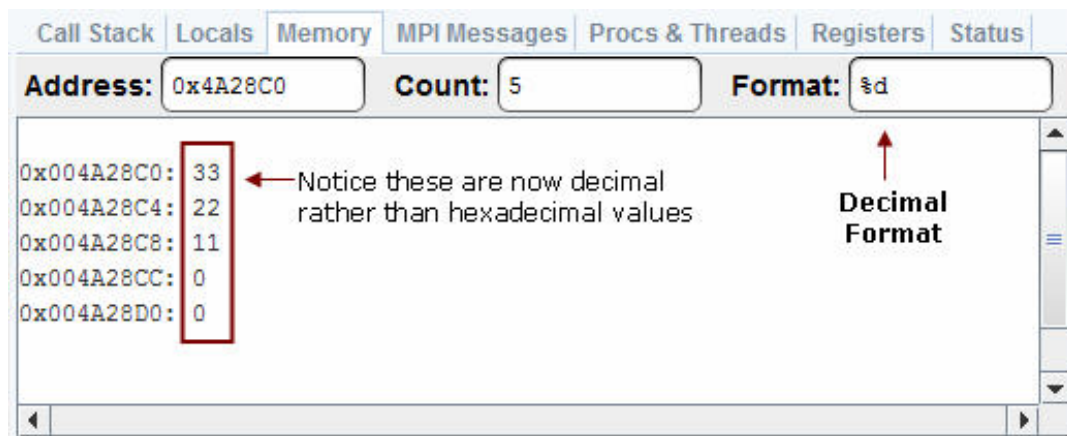 Call Stack Locals Memory MPI Messages Procs & Threads Registers Status
Address: 0x4A28C0 Count: 5 Format: %d
0x004A28C0: 33
0x004A28C4: 22
0x004A28C8: 11
0x004A28CC: 0
0x004A28D0: 0
Notice these are now decimal
rather than hexadecimal values
Decimal
Format